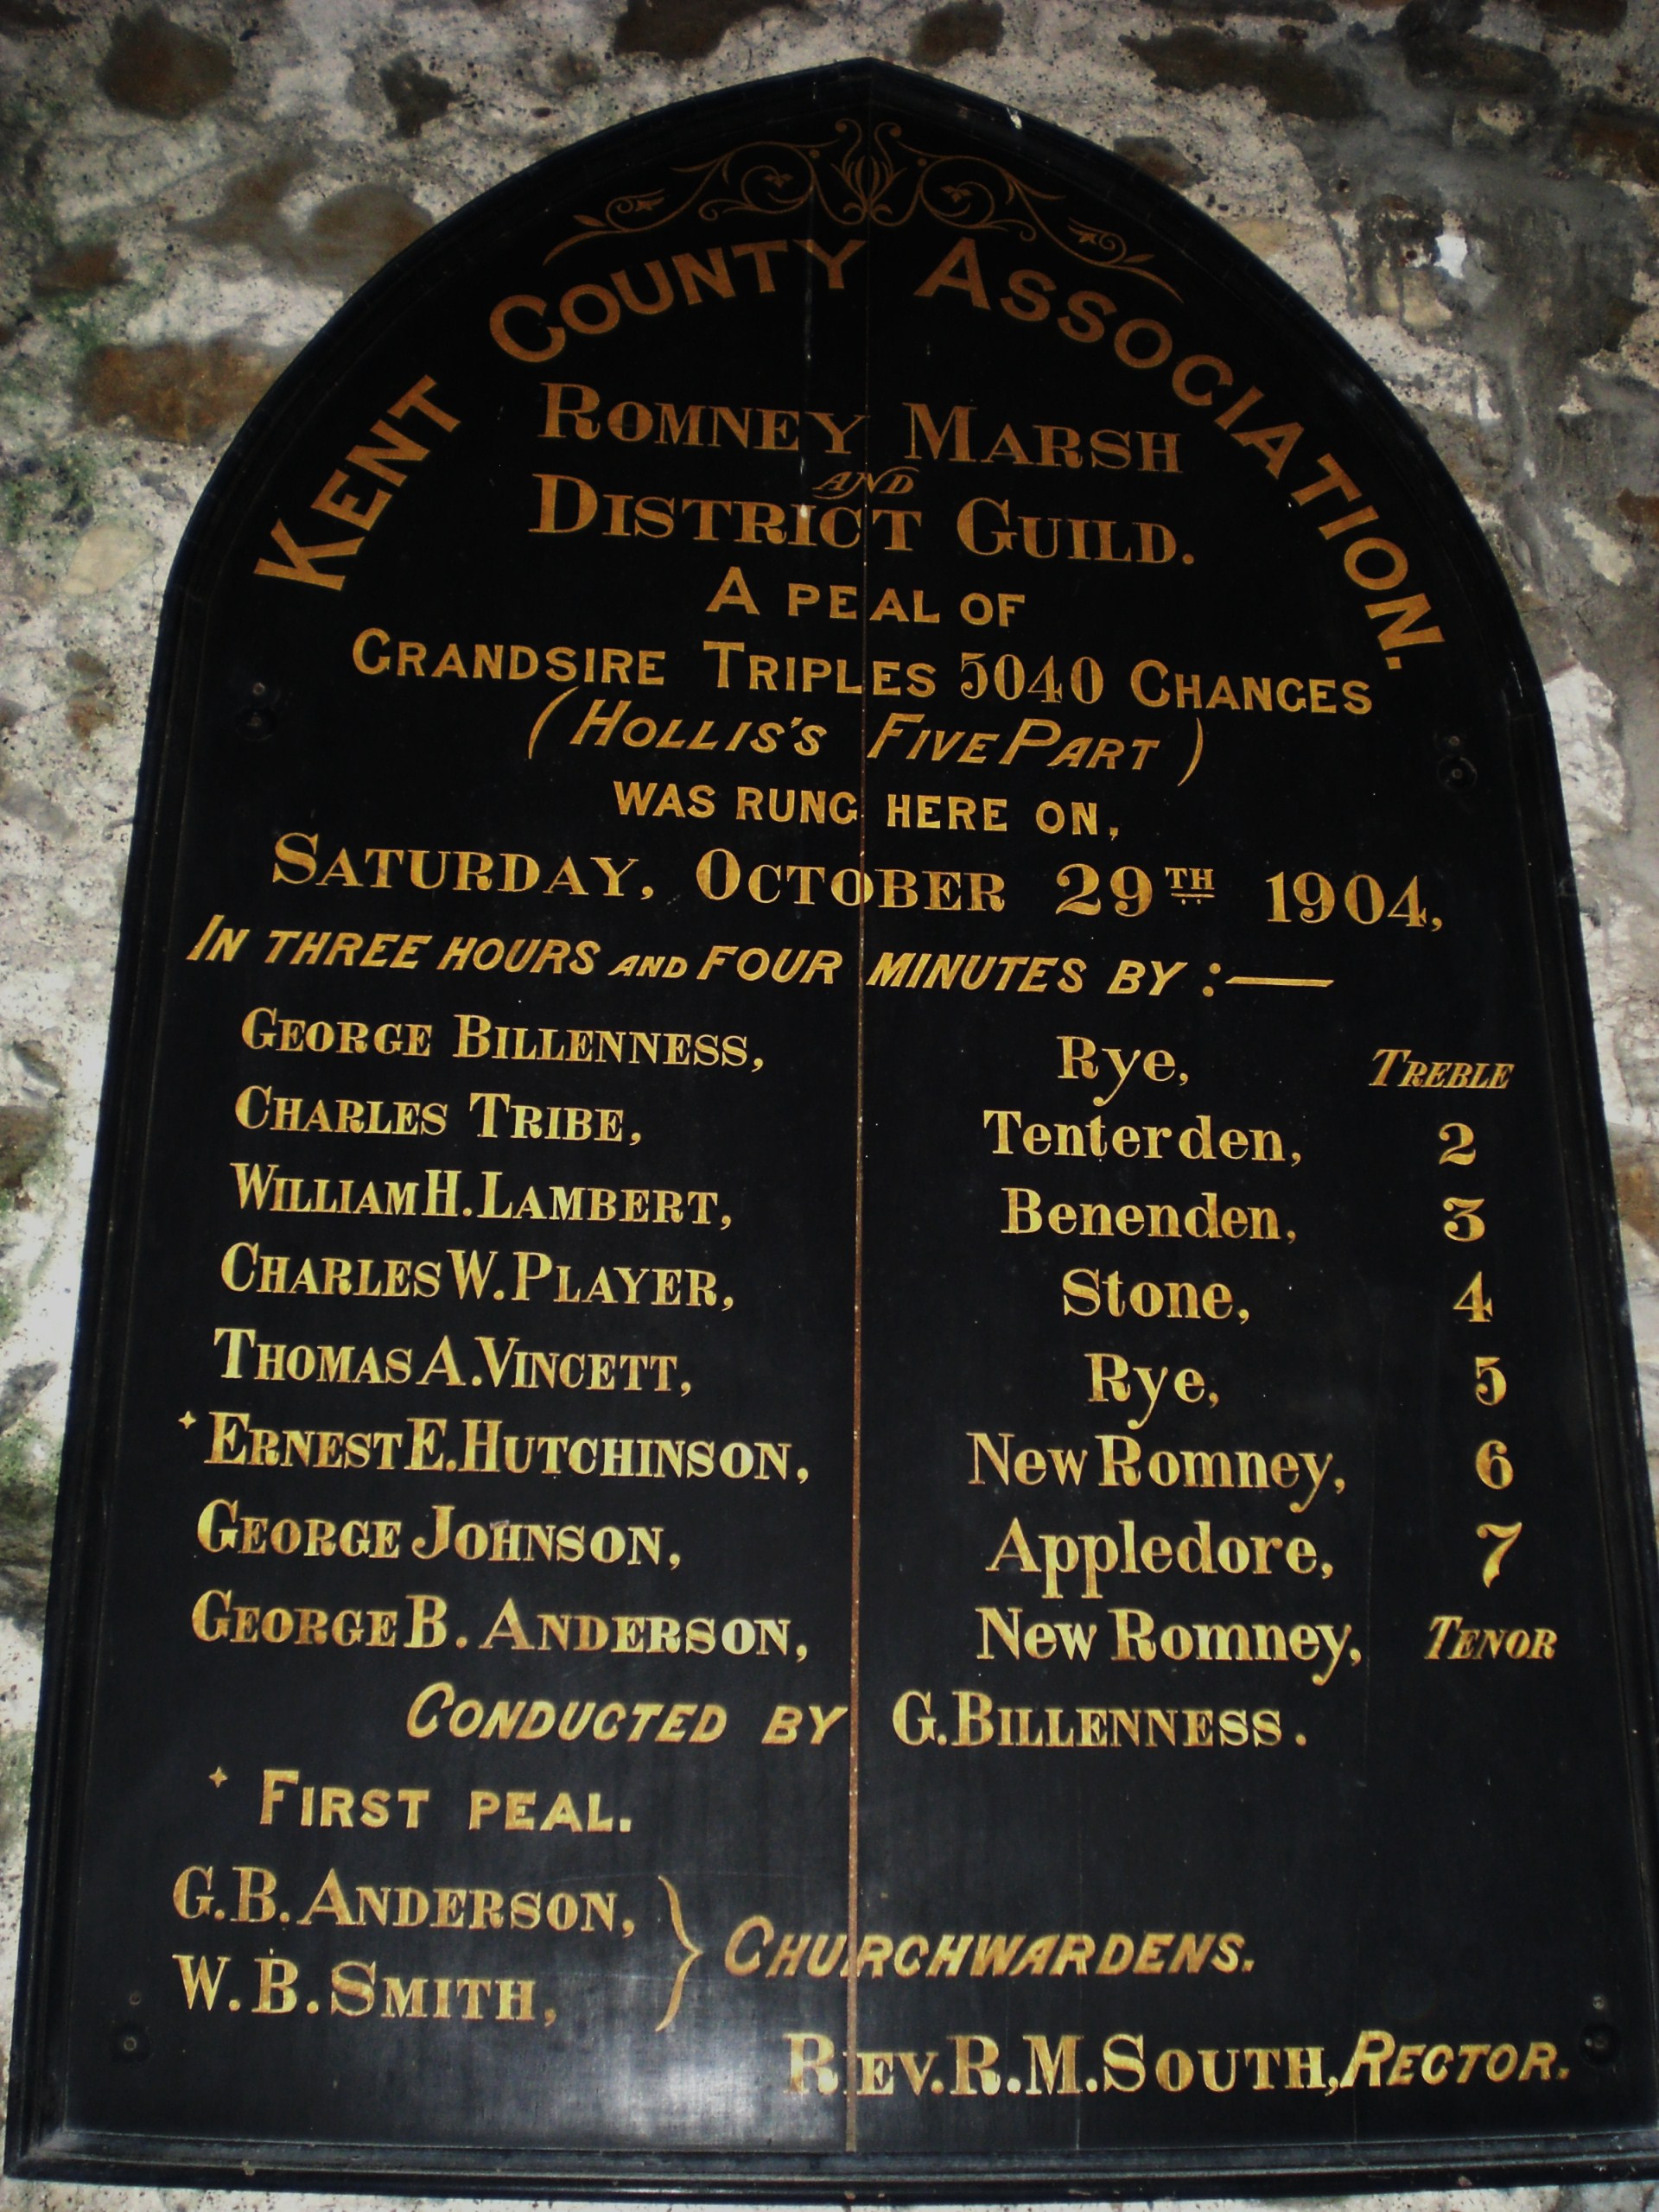 KENT COUNTY ASSOCIATION.
ROMNEY MARSH
AND
DISTRICT GUILD.
A PEAL OF
GRANDSIRE TRIPLES 5040 CHANGES
(HOLLIS'S FIVE PART)
WAS RUNG HERE ON,
SATURDAY, OCTOBER 29TH 1904,
IN THREE HOURS AND FOUR MINUTES BY :—
GEORGE BILLENNESS, Rye, TREBLE
CHARLES TRIBE, Tenterden, 2
WILLIAM H. LAMBERT, Benenden, 3
CHARLES W. PLAYER, Stone, 4
THOMAS A. VINCETT, Rye, 5
+ ERNEST E. HUTCHINSON, New Romney, 6
GEORGE JOHNSON, Appledore, 7
GEORGE B. ANDERSON, New Romney, TENOR
CONDUCTED BY G. BILLENNESS.
+ FIRST PEAL.
G. B. ANDERSON,
W. B. SMITH,
} CHURCHWARDENS.
REV. R. M. SOUTH, RECTOR.